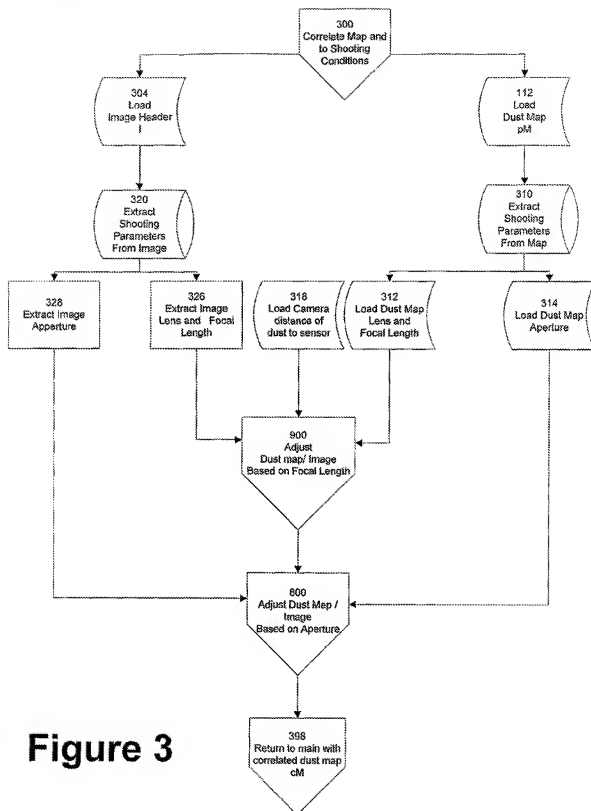 300
Correlate Map and
to Shooting
Conditions
304
Load
Image Header
I
112
Load
Dust Map
pM
320
Extract
Shooting
Parameters
From Image
310
Extract
Shooting
Parameters
From Map
328
Extract Image
Apperture
326
Extract Image
Lens and Focal
Length
318
Load Camera
distance of
dust to sensor
312
Load Dust Map
Lens and
Focal Length
314
Load Dust Map
Aperture
900
Adjust
Dust map/ Image
Based on Focal Length
800
Adjust Dust Map /
Image
Based on Aperture
398
Return to main with
correlated dust map
cM
Figure 3